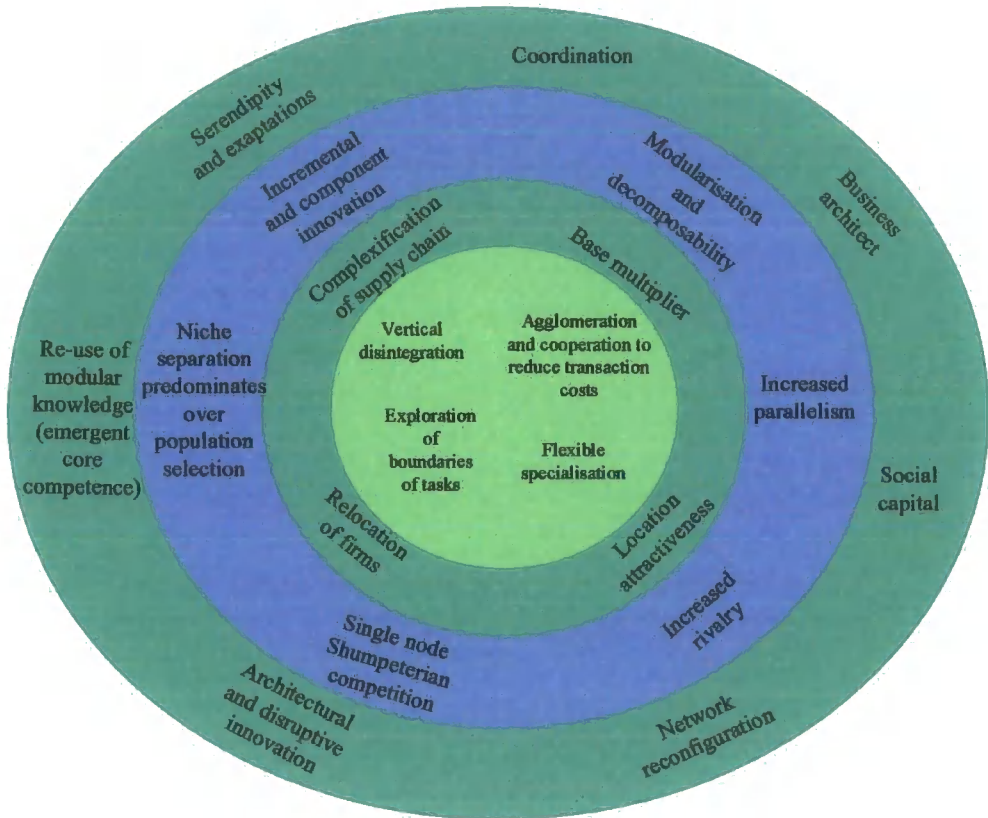 Coordination
Serendipity
and exaptations
Incremental
and component
innovation
Modularisation
and
decomposability
Business
architect
Complexification
of supply chain
Base multiplier
Vertical
disintegration
Agglomeration
and cooperation to
reduce transaction
costs
Re-use of
modular
knowledge
(emergent
core
competence)
Niche
separation
predominates
over
population
selection
Increased
parallelism
Exploration
of
boundaries
of tasks
Flexible
specialisation
Social
capital
Relocation
of firms
Location
attractiveness
Increased
rivalry
Single node
Shumpeterian
competition
Architectural
and disruptive
innovation
Network
reconfiguration